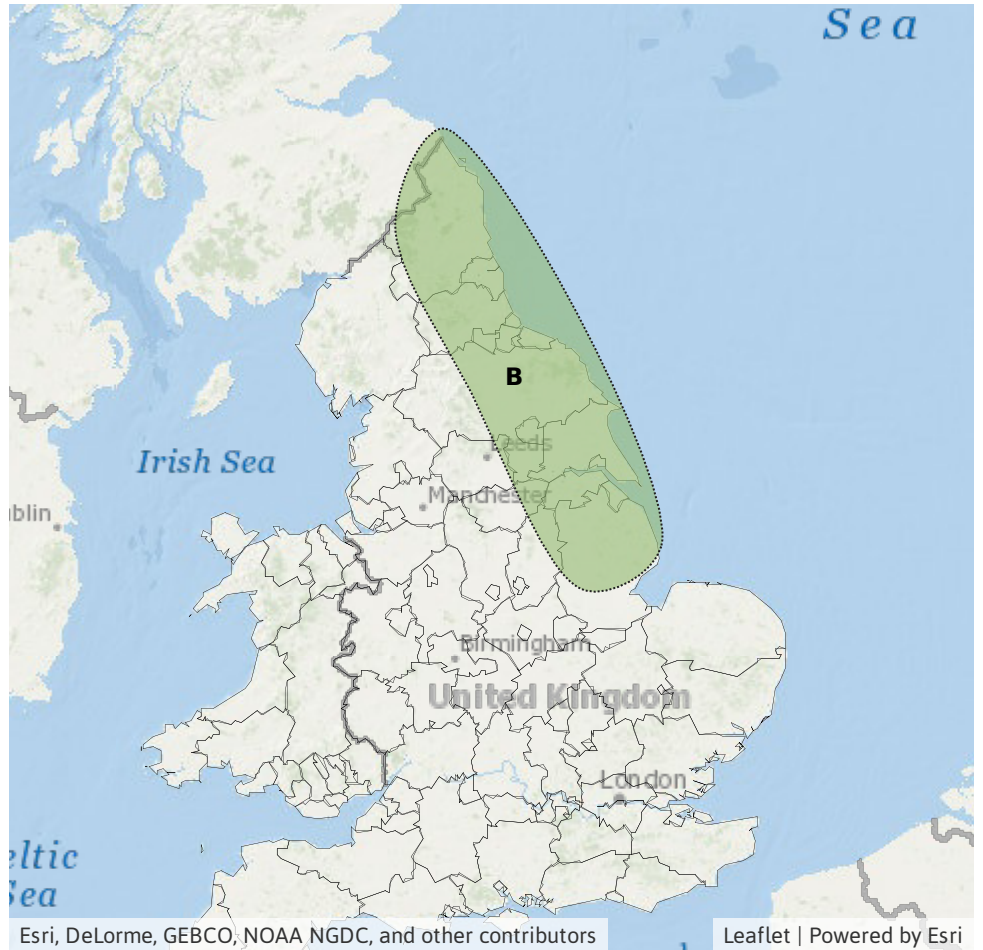 Sea
B
Leeds
Irish Sea
Manchester
blin
Birmingham
United Kingdom
London
eltic
Sea
Esri, DeLorme, GEBCO, NOAA NGDC, and other contributors
Leaflet | Powered by Esri